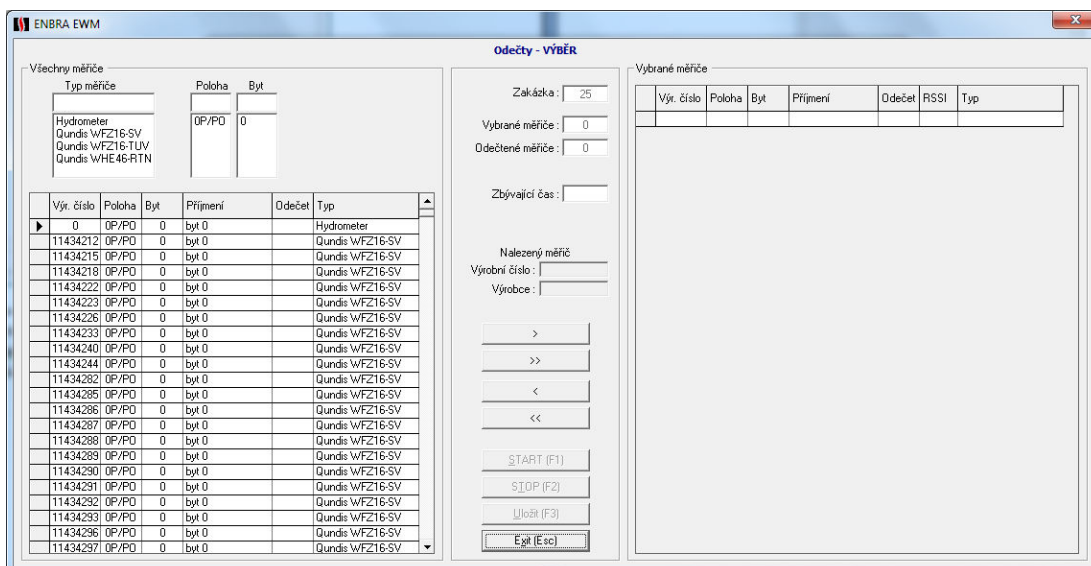 ENBRA EWM
x
Odečty - VÝBĚR
Všechny měřiče
Typ měřiče Poloha Byt
Hydrometer 0P/P0 0
Qundis WFZ16-SV
Qundis WFZ16-TUV
Qundis WHE46-RTN
Výr. číslo Poloha Byt Příjmení Odečet Typ
0 0P/P0 0 byt 0 Hydrometer
11434212 0P/P0 0 byt 0 Qundis WFZ16-SV
11434215 0P/P0 0 byt 0 Qundis WFZ16-SV
11434218 0P/P0 0 byt 0 Qundis WFZ16-SV
11434222 0P/P0 0 byt 0 Qundis WFZ16-SV
11434223 0P/P0 0 byt 0 Qundis WFZ16-SV
11434226 0P/P0 0 byt 0 Qundis WFZ16-SV
11434233 0P/P0 0 byt 0 Qundis WFZ16-SV
11434240 0P/P0 0 byt 0 Qundis WFZ16-SV
11434244 0P/P0 0 byt 0 Qundis WFZ16-SV
11434282 0P/P0 0 byt 0 Qundis WFZ16-SV
11434285 0P/P0 0 byt 0 Qundis WFZ16-SV
11434286 0P/P0 0 byt 0 Qundis WFZ16-SV
11434287 0P/P0 0 byt 0 Qundis WFZ16-SV
11434288 0P/P0 0 byt 0 Qundis WFZ16-SV
11434289 0P/P0 0 byt 0 Qundis WFZ16-SV
11434290 0P/P0 0 byt 0 Qundis WFZ16-SV
11434291 0P/P0 0 byt 0 Qundis WFZ16-SV
11434292 0P/P0 0 byt 0 Qundis WFZ16-SV
11434293 0P/P0 0 byt 0 Qundis WFZ16-SV
11434296 0P/P0 0 byt 0 Qundis WFZ16-SV
11434297 0P/P0 0 byt 0 Qundis WFZ16-SV
Zakázka : 25
Vybrané měřiče : 0
Odečtené měřiče : 0
Zbývající čas :
Nalezený měřič
Výrobní číslo :
Výrobce :
>
>>
<
<<
START (F1)
STOP (F2)
Uložit (F3)
Exit (Esc)
Vybrané měřiče
Výr. číslo Poloha Byt Příjmení Odečet RSSI Typ